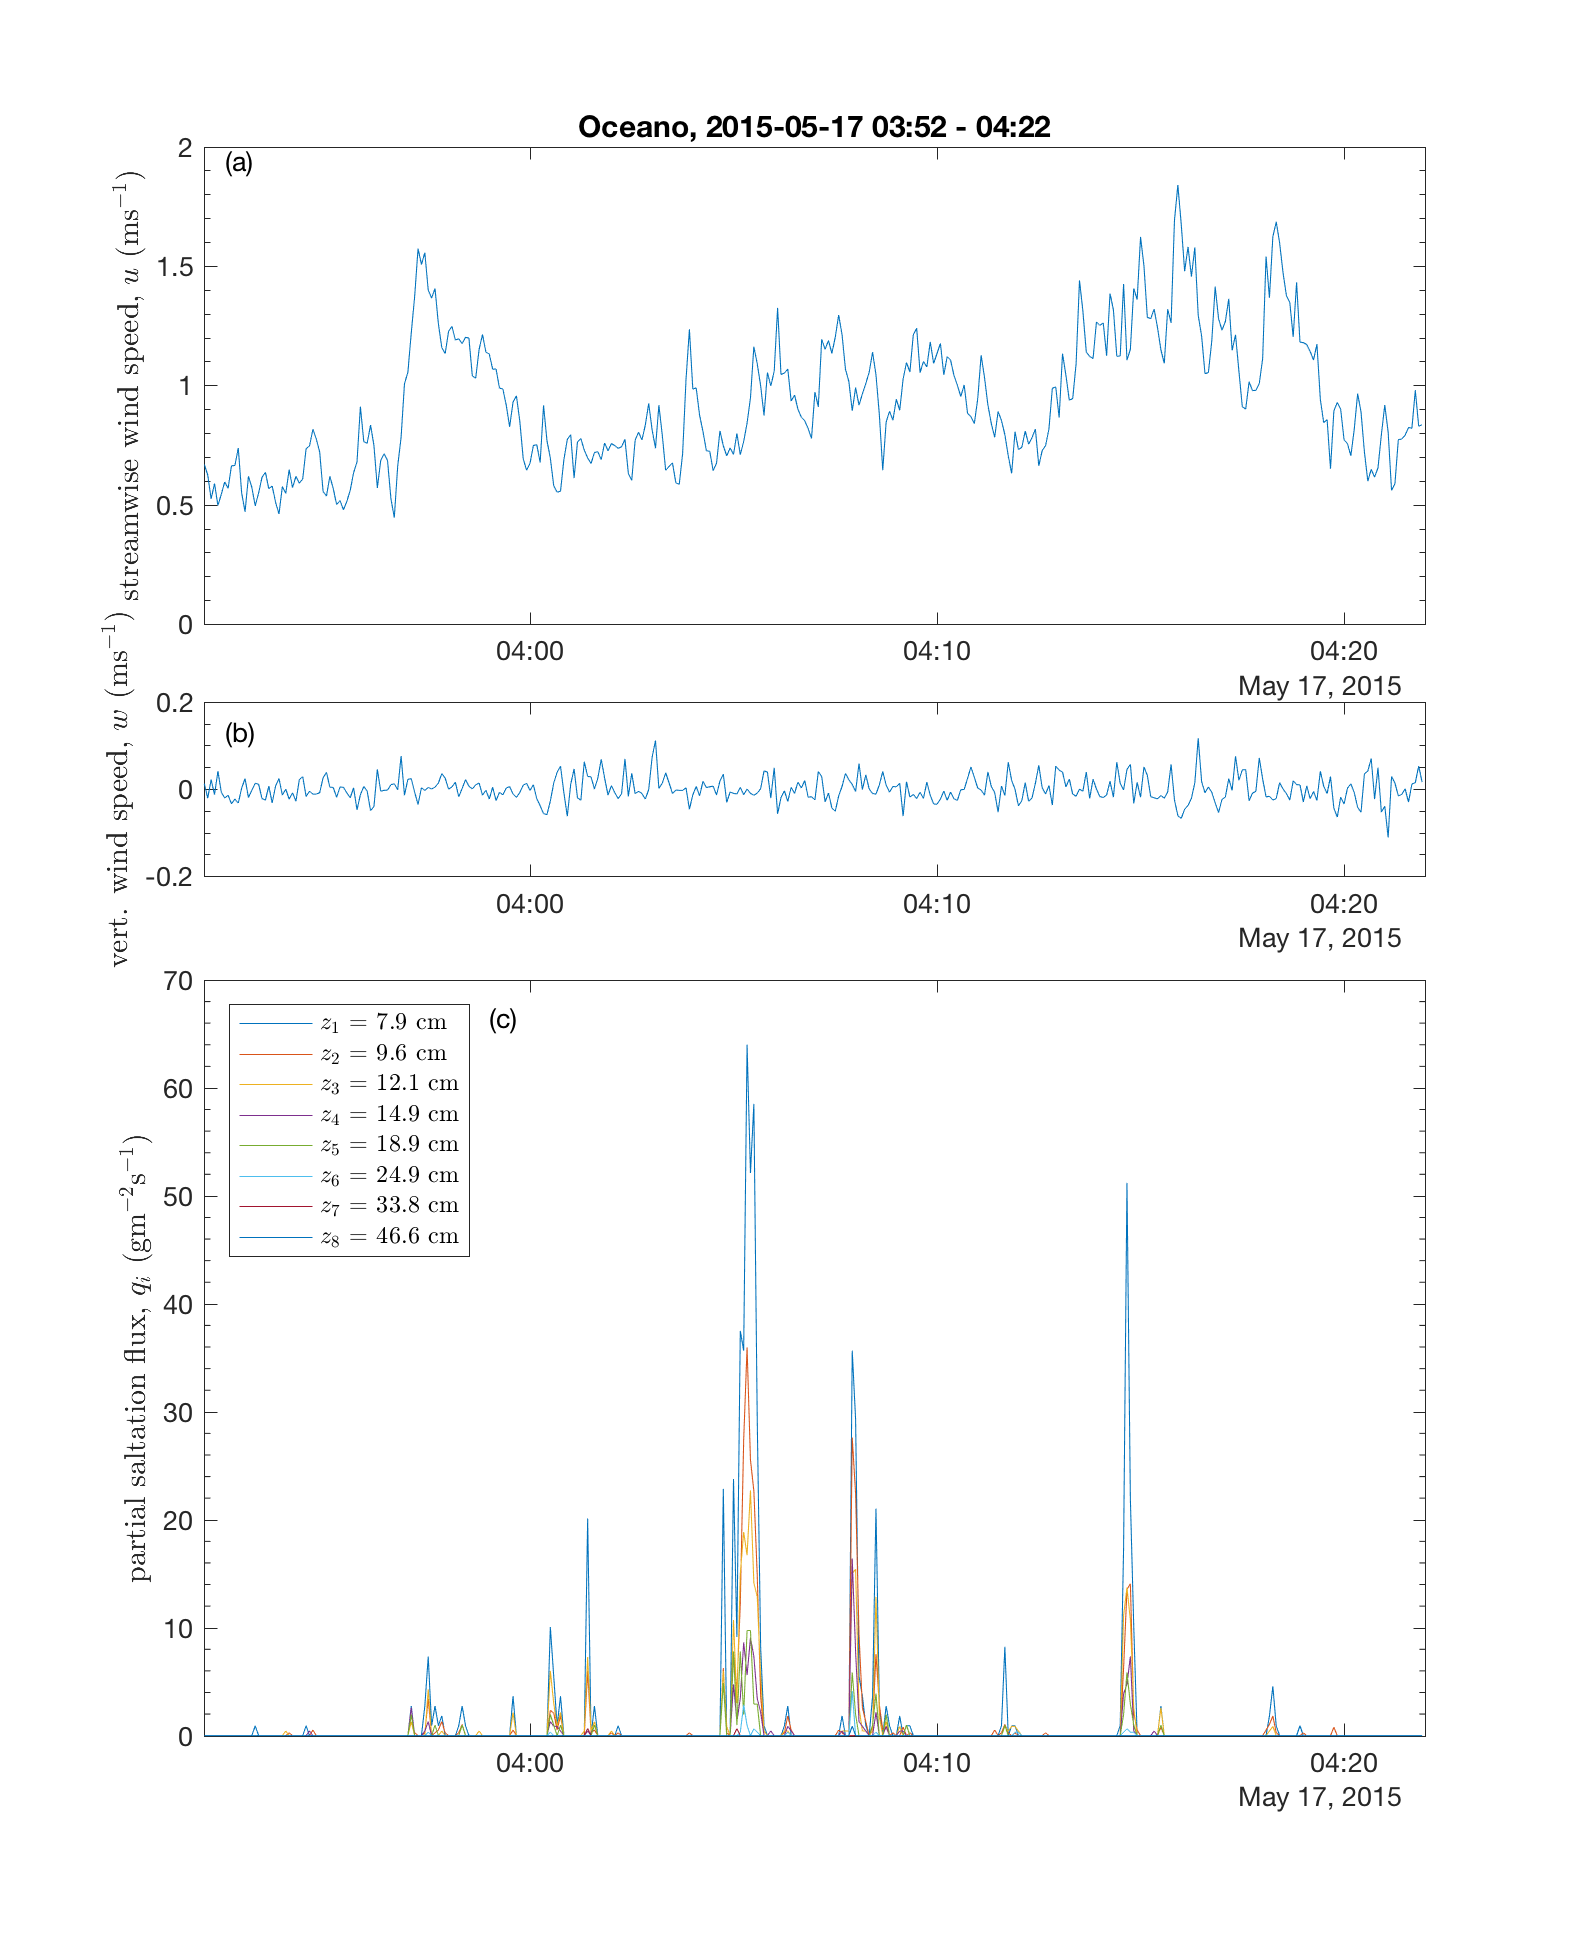 Oceano, 2015-05-17 03:52 - 04:22
(a)
streamwise wind speed, u (ms⁻¹)
2
1.5
1
0.5
0
04:00 04:10 04:20
May 17, 2015
(b)
vert. wind speed, w (ms⁻¹)
0.2
0
-0.2
04:00 04:10 04:20
May 17, 2015
(c)
partial saltation flux, qᵢ (gm⁻²s⁻¹)
70
60
50
40
30
20
10
0
z₁ = 7.9 cm
z₂ = 9.6 cm
z₃ = 12.1 cm
z₄ = 14.9 cm
z₅ = 18.9 cm
z₆ = 24.9 cm
z₇ = 33.8 cm
z₈ = 46.6 cm
04:00 04:10 04:20
May 17, 2015